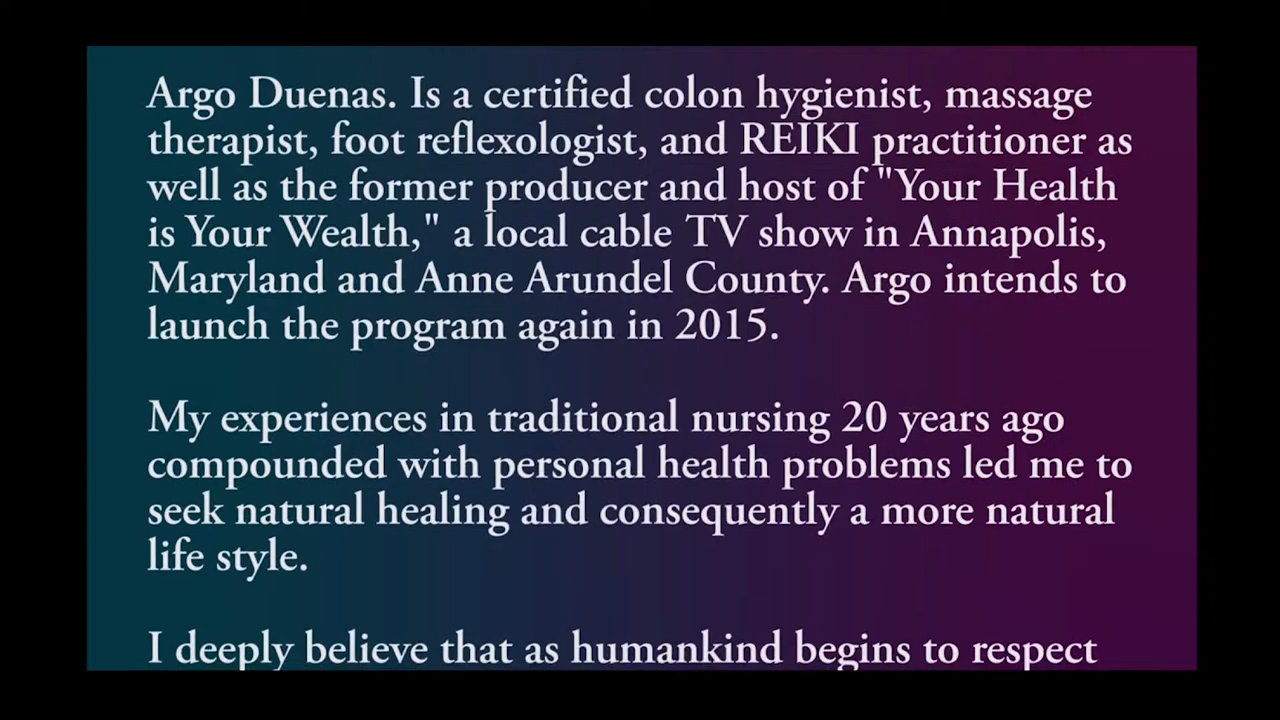 Argo Duenas. Is a certified colon hygienist, massage
therapist, foot reflexologist, and REIKI practitioner as
well as the former producer and host of "Your Health
is Your Wealth," a local cable TV show in Annapolis,
Maryland and Anne Arundel County. Argo intends to
launch the program again in 2015.
My experiences in traditional nursing 20 years ago
compounded with personal health problems led me to
seek natural healing and consequently a more natural
life style.
I deeply believe that as humankind begins to respect